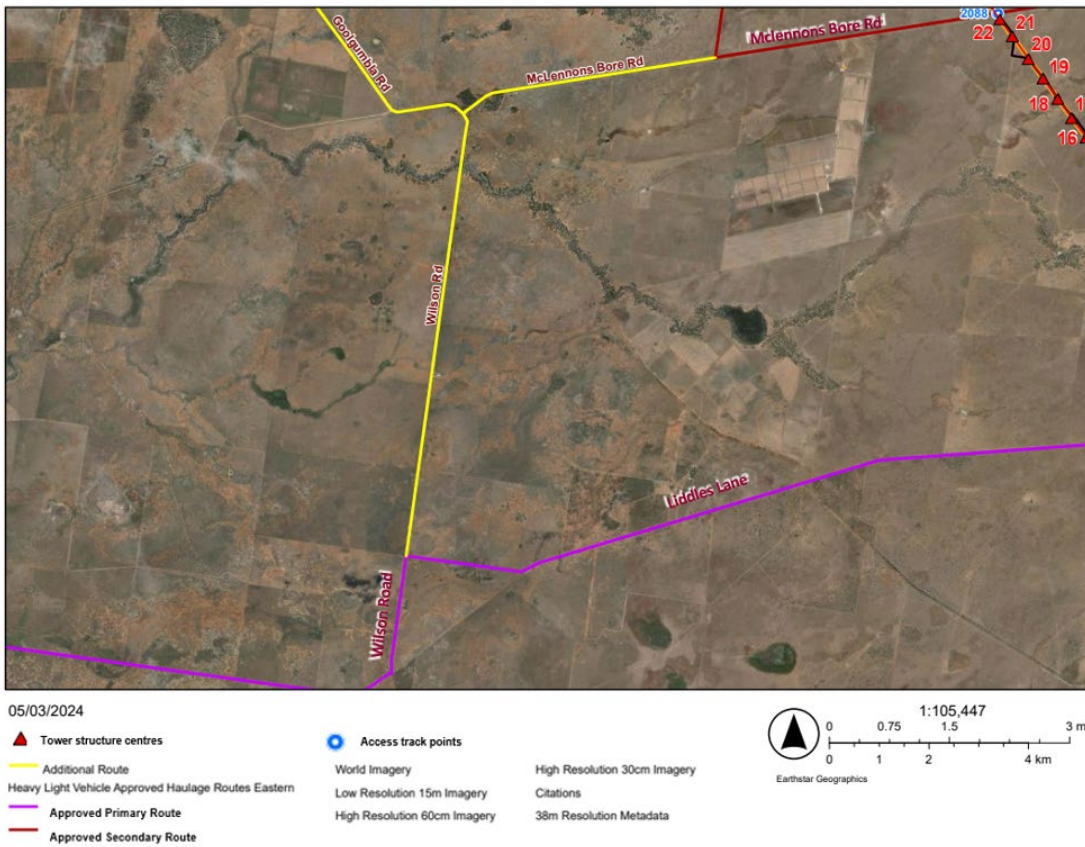 2088
22
21
20
19
18
16
Goolgumbla Rd
McLennons Bore Rd
Mclennons Bore Rd
Wilson Rd
Liddles Lane
Wilson Road
05/03/2024
Tower structure centres
Additional Route
Heavy Light Vehicle Approved Haulage Routes Eastern
Approved Primary Route
Approved Secondary Route
Access track points
World Imagery
Low Resolution 15m Imagery
High Resolution 60cm Imagery
High Resolution 30cm Imagery
Citations
38m Resolution Metadata
1:105,447
0 0.75 1.5 3 m
0 1 2 4 km
Earthstar Geographics